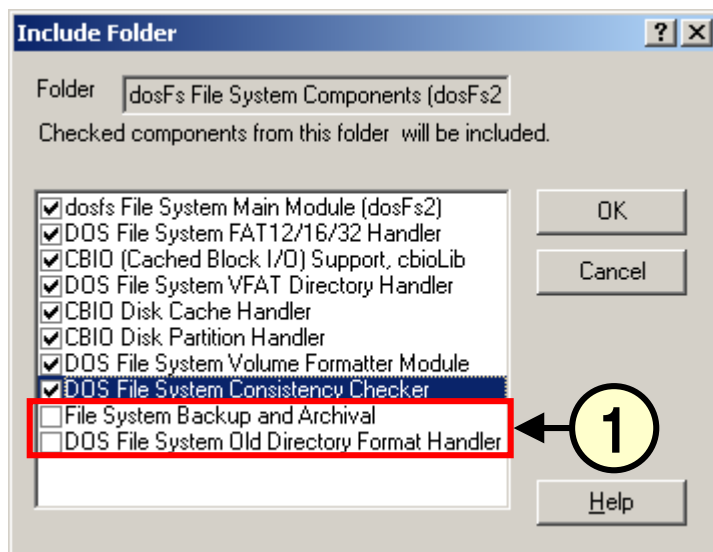 Include Folder
Folder dosFs File System Components (dosFs2
Checked components from this folder will be included.
dosfs File System Main Module (dosFs2)
DOS File System FAT12/16/32 Handler
CBIO (Cached Block I/O) Support, cbioLib
DOS File System VFAT Directory Handler
CBIO Disk Cache Handler
CBIO Disk Partition Handler
DOS File System Volume Formatter Module
DOS File System Consistency Checker
File System Backup and Archival
DOS File System Old Directory Format Handler
OK
Cancel
1
Help